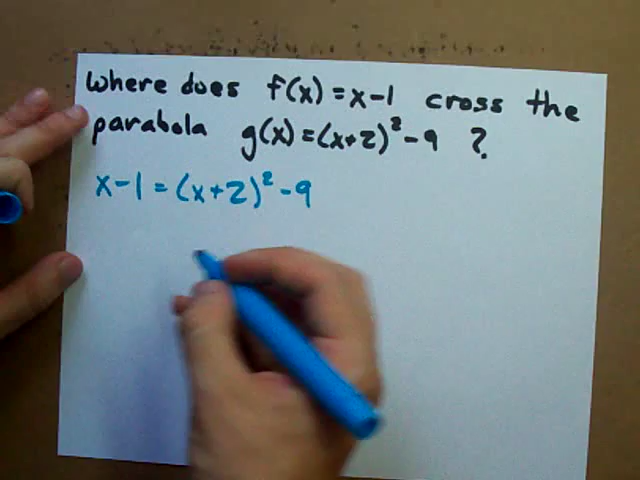 Where does f(x) = x-1 cross the
parabola g(x) = (x+2)² - 9 ?
x-1 = (x+2)² - 9